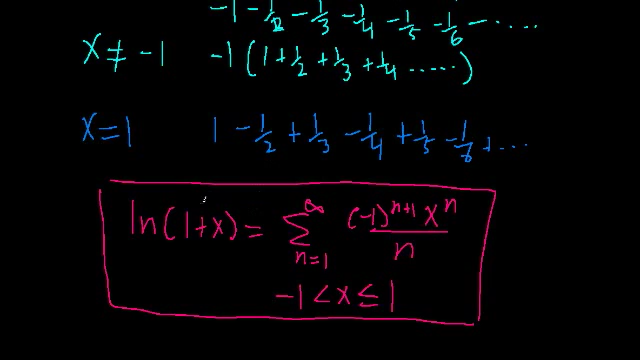 -1 - 1/2 - 1/3 - 1/4 - 1/5 - 1/6 - .....
x ≠ -1 -1 ( 1 + 1/2 + 1/3 + 1/4 ......)
x = 1 1 - 1/2 + 1/3 - 1/4 + 1/5 - 1/6 + ...
ln(1+x) = ∑_{n=1}^{∞} (-1)^{n+1} x^n / n
-1 < x ≤ 1